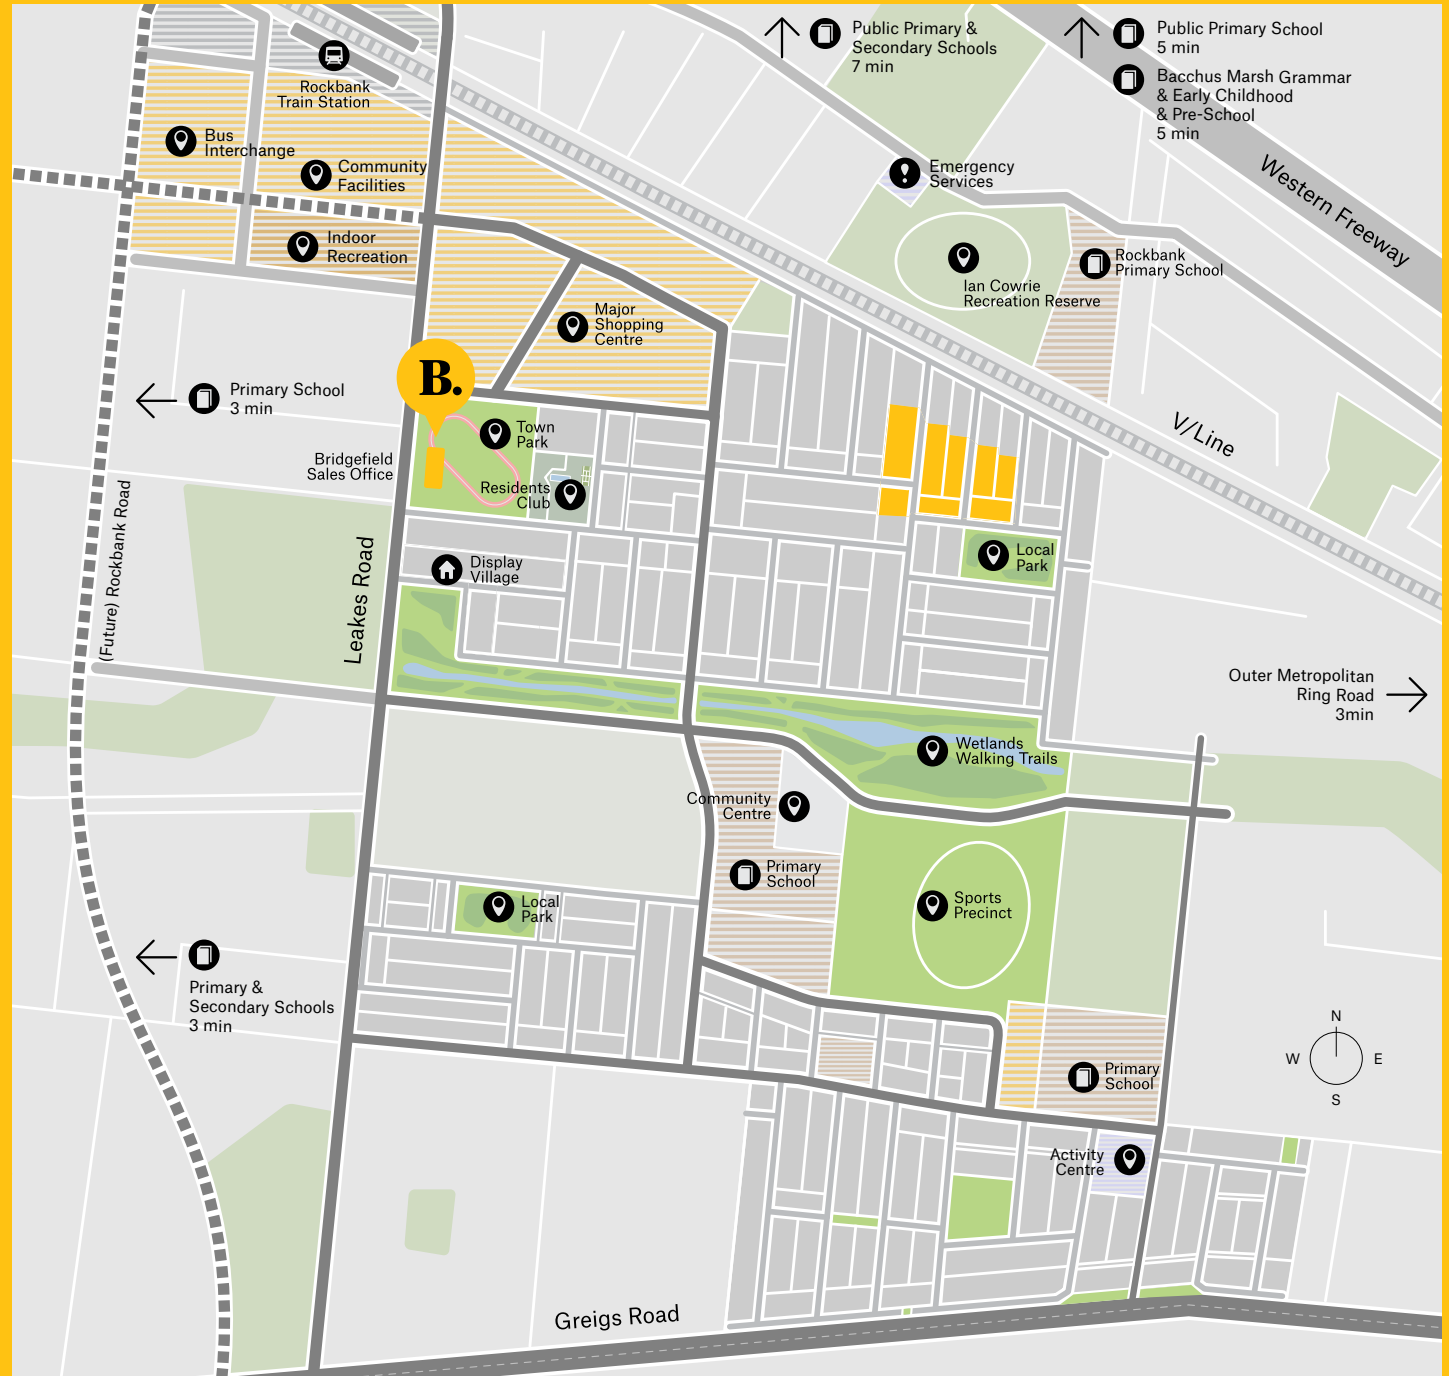 Public Primary &
Secondary Schools
7 min
Public Primary School
5 min
Bacchus Marsh Grammar
& Early Childhood
& Pre-School
5 min
Western Freeway
Rockbank
Train Station
Bus
Interchange
Community
Facilities
Emergency
Services
Indoor
Recreation
Rockbank
Primary School
Ian Cowrie
Recreation Reserve
Major
Shopping
Centre
B.
Primary School
3 min
V/Line
Town
Park
Bridgefield
Sales Office
Residents
Club
(Future) Rockbank Road
Leakes Road
Display
Village
Local
Park
Outer Metropolitan
Ring Road
3min
Wetlands
Walking Trails
Community
Centre
Primary
School
Sports
Precinct
Local
Park
Primary &
Secondary Schools
3 min
N
W
E
S
Primary
School
Activity
Centre
Greigs Road